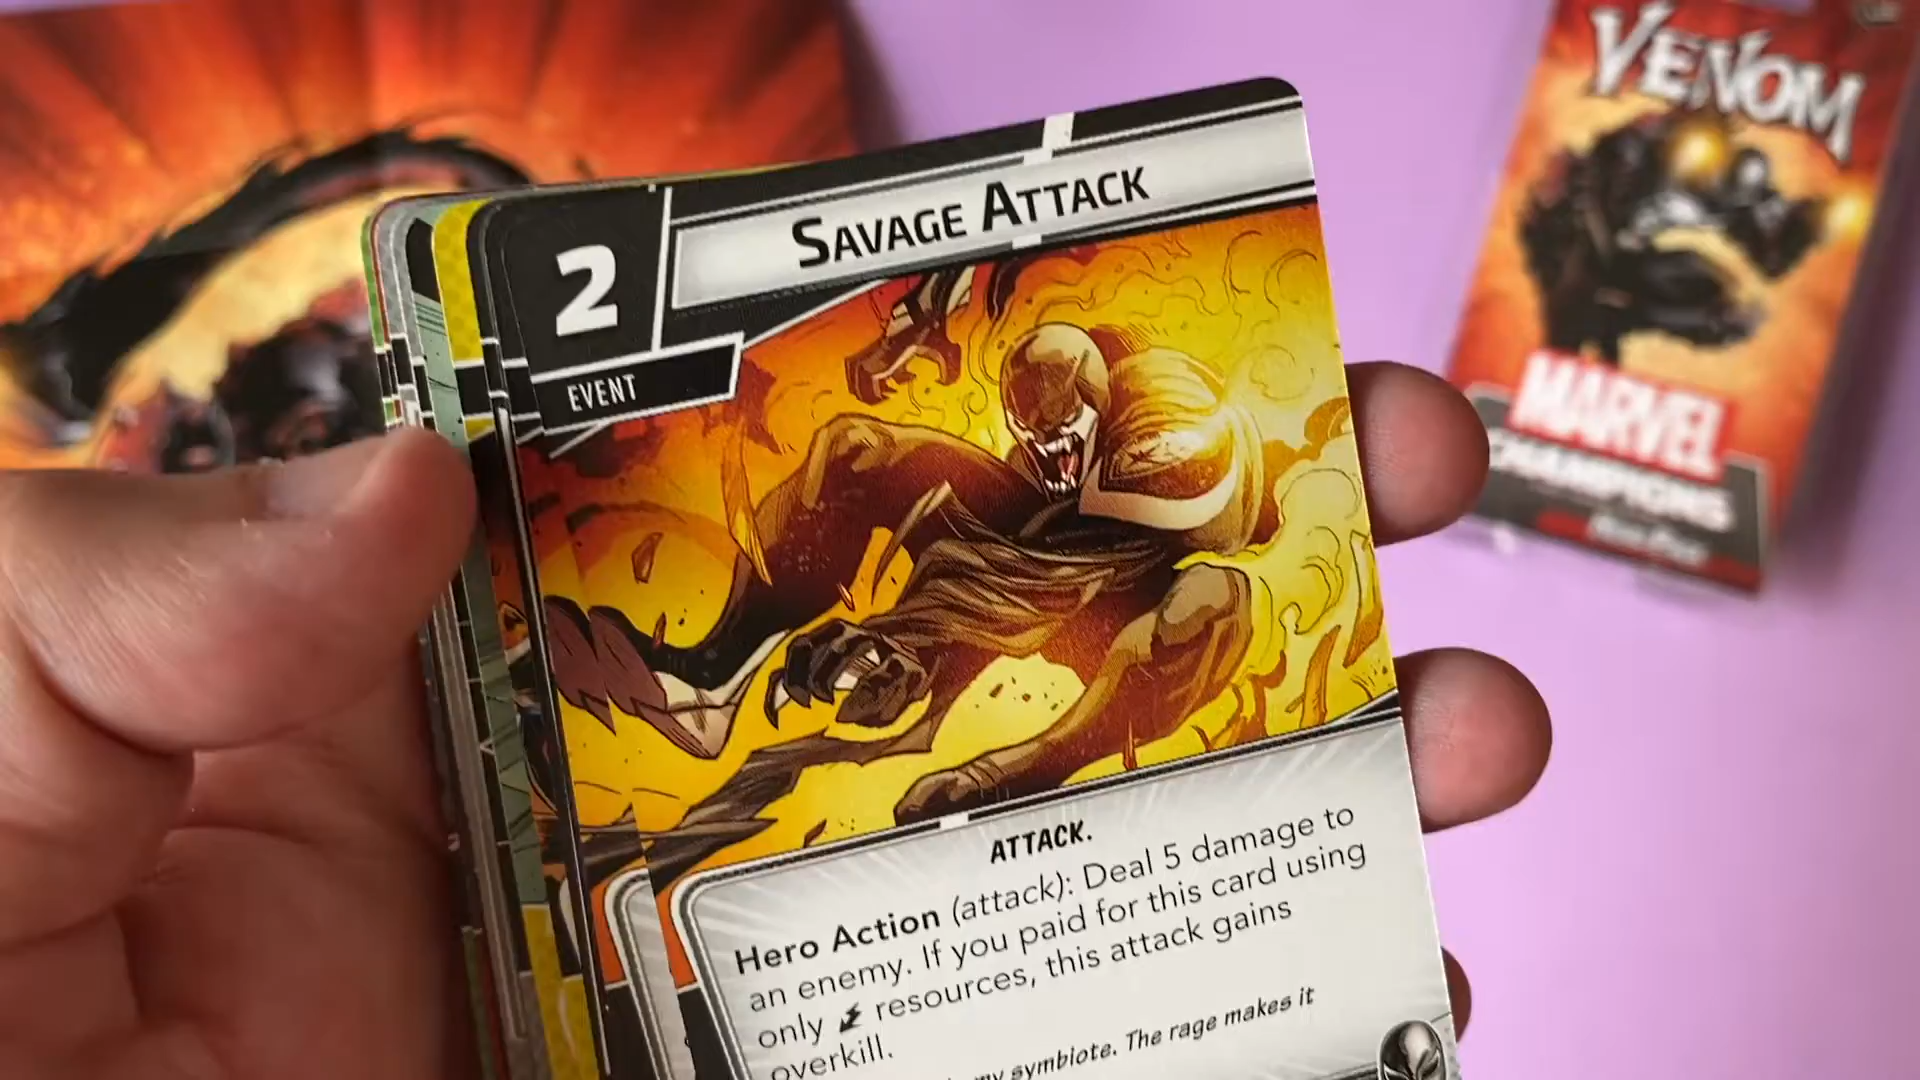 VENOM
MARVEL
CHAMPIONS
2
SAVAGE ATTACK
EVENT
ATTACK.
Hero Action (attack): Deal 5 damage to
an enemy. If you paid for this card using
only resources, this attack gains
overkill.
my symbiote. The rage makes it